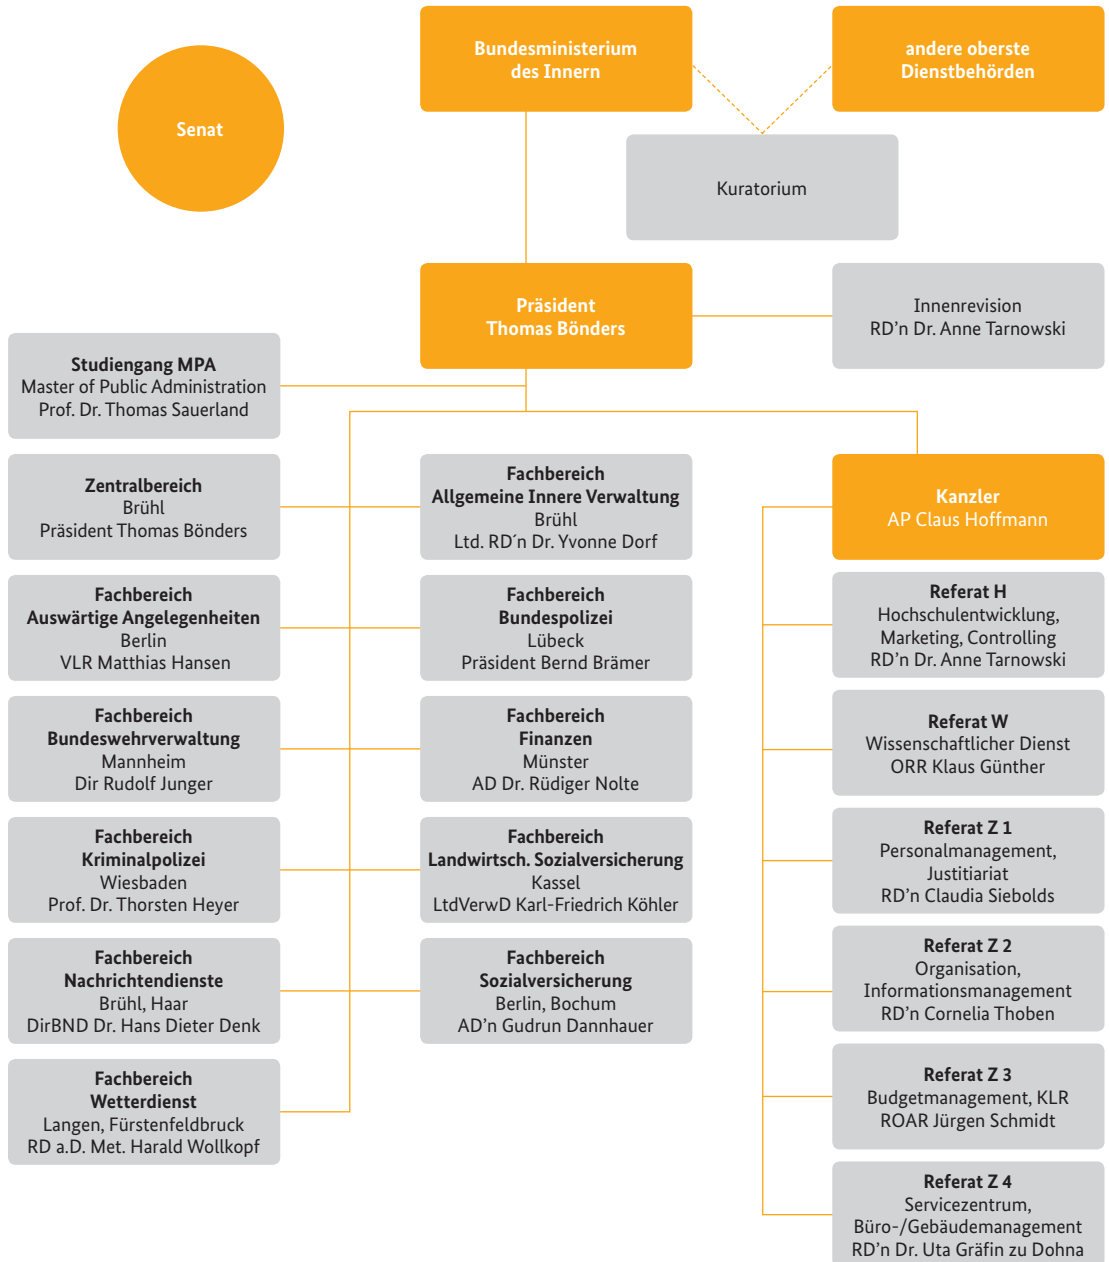 Bundesministerium
des Innern
andere oberste
Dienstbehörden
Senat
Kuratorium
Präsident
Thomas Bönders
Innenrevision
RD’n Dr. Anne Tarnowski
Studiengang MPA
Master of Public Administration
Prof. Dr. Thomas Sauerland
Zentralbereich
Brühl
Präsident Thomas Bönders
Fachbereich
Allgemeine Innere Verwaltung
Brühl
Ltd. RD´n Dr. Yvonne Dorf
Kanzler
AP Claus Hoffmann
Fachbereich
Auswärtige Angelegenheiten
Berlin
VLR Matthias Hansen
Fachbereich
Bundespolizei
Lübeck
Präsident Bernd Brämer
Referat H
Hochschulentwicklung,
Marketing, Controlling
RD’n Dr. Anne Tarnowski
Fachbereich
Bundeswehrverwaltung
Mannheim
Dir Rudolf Junger
Fachbereich
Finanzen
Münster
AD Dr. Rüdiger Nolte
Referat W
Wissenschaftlicher Dienst
ORR Klaus Günther
Fachbereich
Kriminalpolizei
Wiesbaden
Prof. Dr. Thorsten Heyer
Fachbereich
Landwirtsch. Sozialversicherung
Kassel
LtdVerwD Karl-Friedrich Köhler
Referat Z 1
Personalmanagement,
Justitiariat
RD’n Claudia Siebolds
Fachbereich
Nachrichtendienste
Brühl, Haar
DirBND Dr. Hans Dieter Denk
Fachbereich
Sozialversicherung
Berlin, Bochum
AD’n Gudrun Dannhauer
Referat Z 2
Organisation,
Informationsmanagement
RD’n Cornelia Thoben
Fachbereich
Wetterdienst
Langen, Fürstenfeldbruck
RD a.D. Met. Harald Wollkopf
Referat Z 3
Budgetmanagement, KLR
ROAR Jürgen Schmidt
Referat Z 4
Servicezentrum,
Büro-/Gebäudemanagement
RD’n Dr. Uta Gräfin zu Dohna